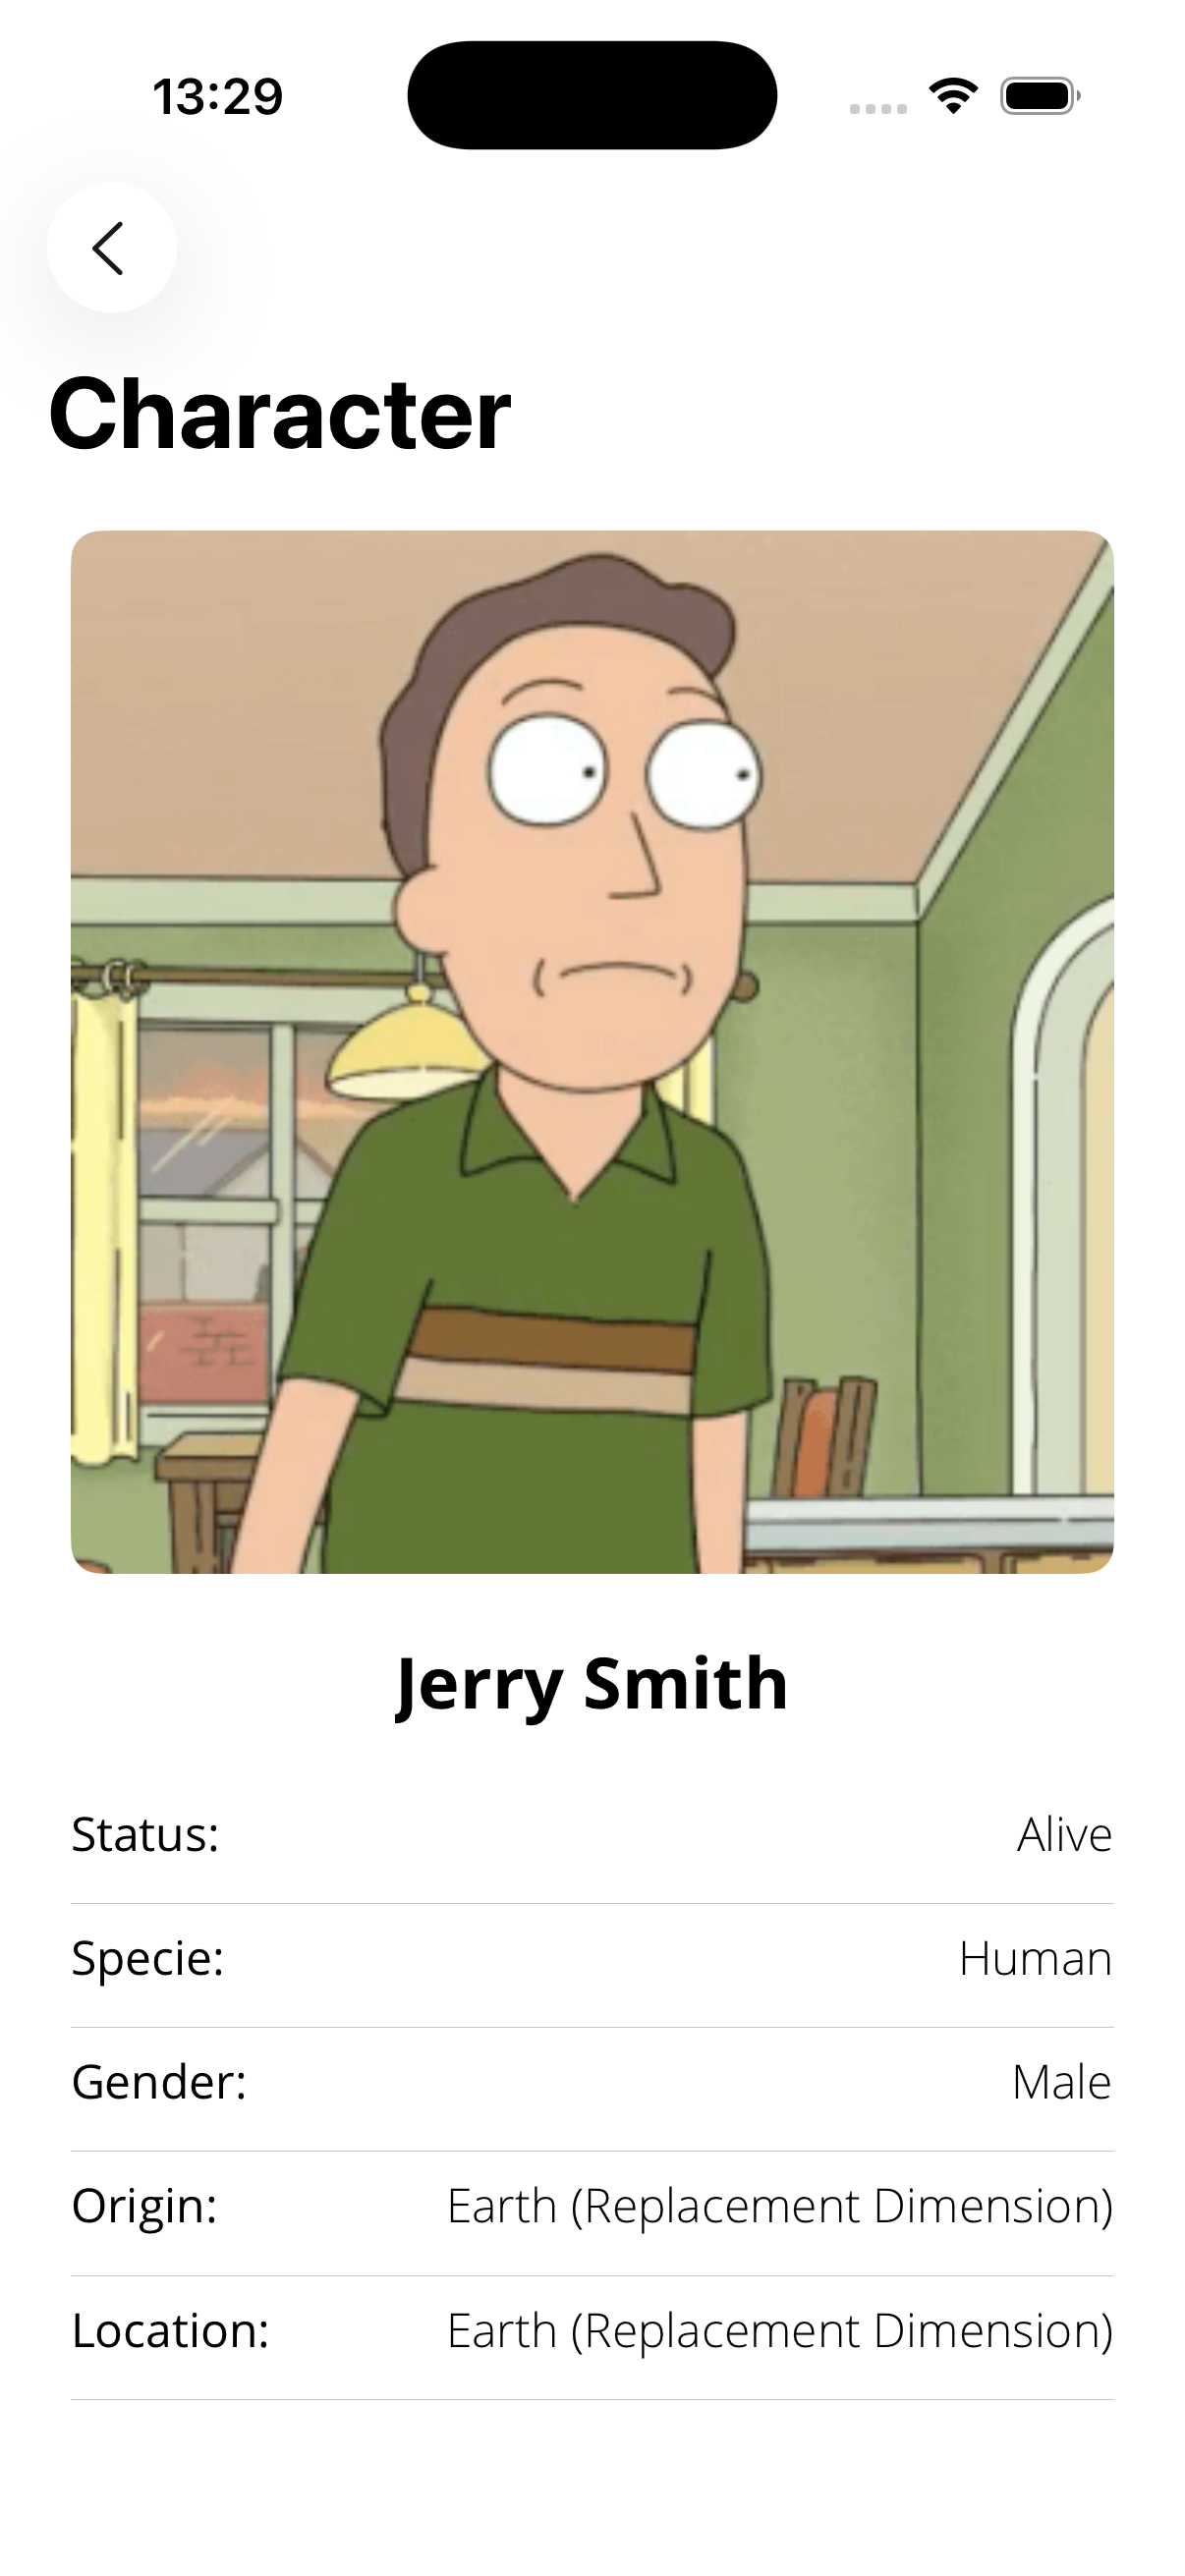 13:29
Character
Jerry Smith
Status: Alive
Specie: Human
Gender: Male
Origin: Earth (Replacement Dimension)
Location: Earth (Replacement Dimension)